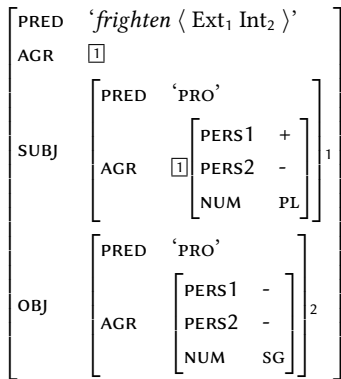 PRED ‘frighten ⟨ Ext₁ Int₂ ⟩’
AGR 1
SUBJ
PRED ‘PRO’
AGR 1
PERS1 +
PERS2 -
NUM PL
1
OBJ
PRED ‘PRO’
AGR
PERS1 -
PERS2 -
NUM SG
2